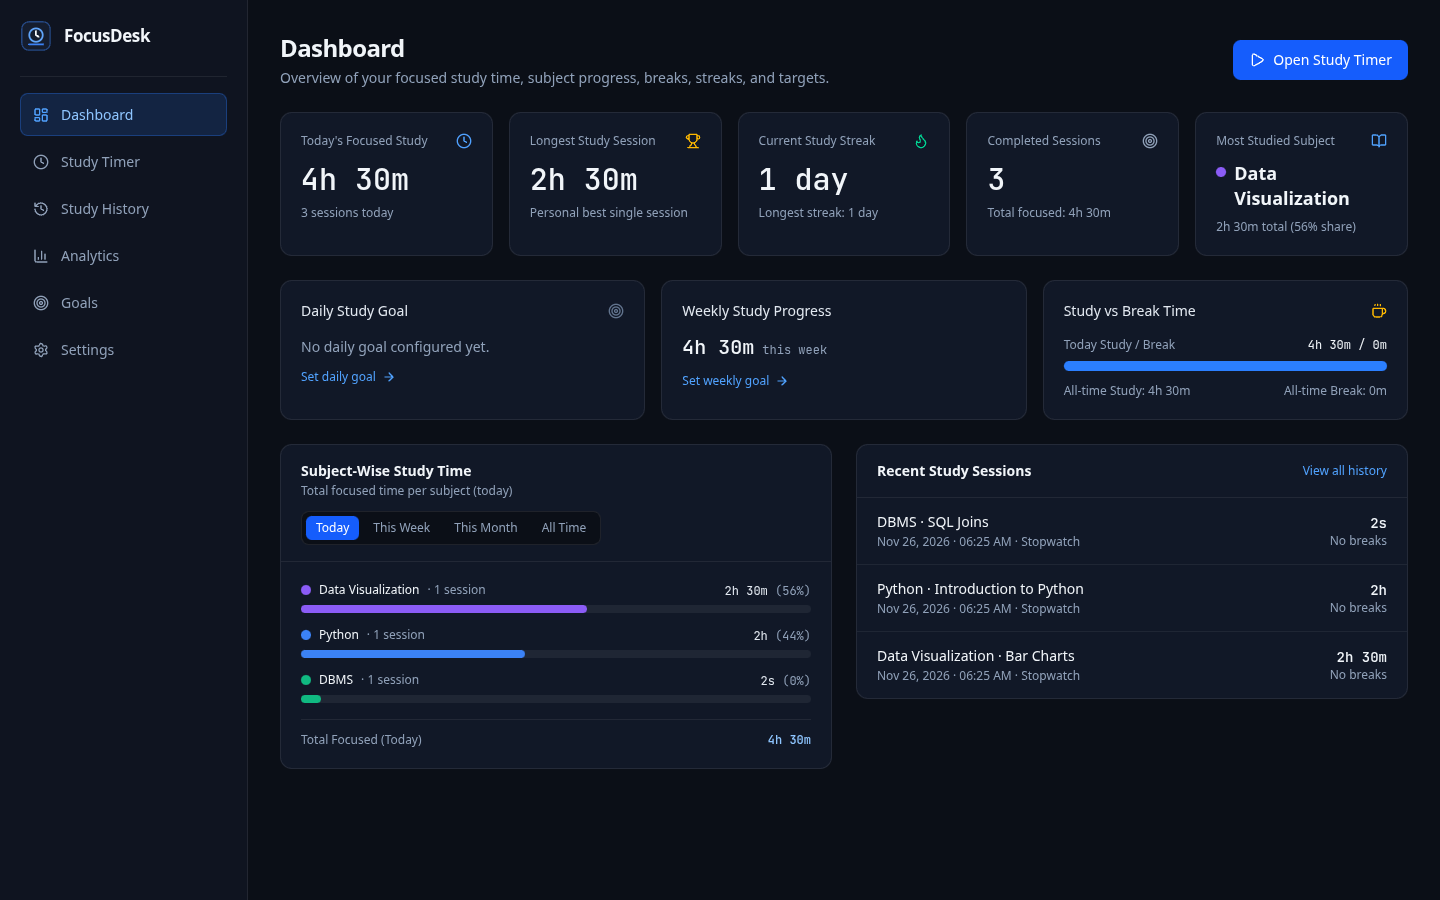 FocusDesk
Dashboard
Study Timer
Study History
Analytics
Goals
Settings
Dashboard
Overview of your focused study time, subject progress, breaks, streaks, and targets.
Open Study Timer
Today's Focused Study
4h 30m
3 sessions today
Longest Study Session
2h 30m
Personal best single session
Current Study Streak
1 day
Longest streak: 1 day
Completed Sessions
3
Total focused: 4h 30m
Most Studied Subject
Data
Visualization
2h 30m total (56% share)
Daily Study Goal
No daily goal configured yet.
Set daily goal →
Weekly Study Progress
4h 30m this week
Set weekly goal →
Study vs Break Time
Today Study / Break 4h 30m / 0m
All-time Study: 4h 30m All-time Break: 0m
Subject-Wise Study Time
Total focused time per subject (today)
Today This Week This Month All Time
Data Visualization · 1 session 2h 30m (56%)
Python · 1 session 2h (44%)
DBMS · 1 session 2s (0%)
Total Focused (Today) 4h 30m
Recent Study Sessions View all history
DBMS · SQL Joins 2s
Nov 26, 2026 · 06:25 AM · Stopwatch No breaks
Python · Introduction to Python 2h
Nov 26, 2026 · 06:25 AM · Stopwatch No breaks
Data Visualization · Bar Charts 2h 30m
Nov 26, 2026 · 06:25 AM · Stopwatch No breaks